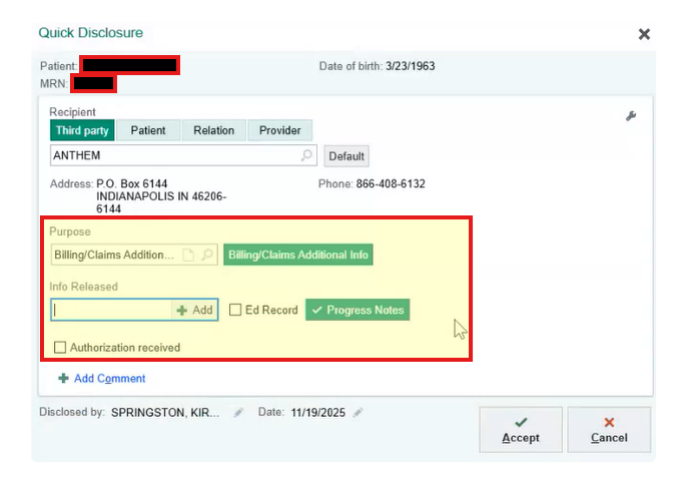 Quick Disclosure
Patient:
Date of birth: 3/23/1963
MRN:
Recipient
Third party Patient Relation Provider
ANTHEM Default
Address: P.O. Box 6144 Phone: 866-408-6132
INDIANAPOLIS IN 46206-
6144
Purpose
Billing/Claims Addition... Billing/Claims Additional Info
Info Released
Add Ed Record Progress Notes
Authorization received
Add Comment
Disclosed by: SPRINGSTON, KIR... Date: 11/19/2025
Accept Cancel